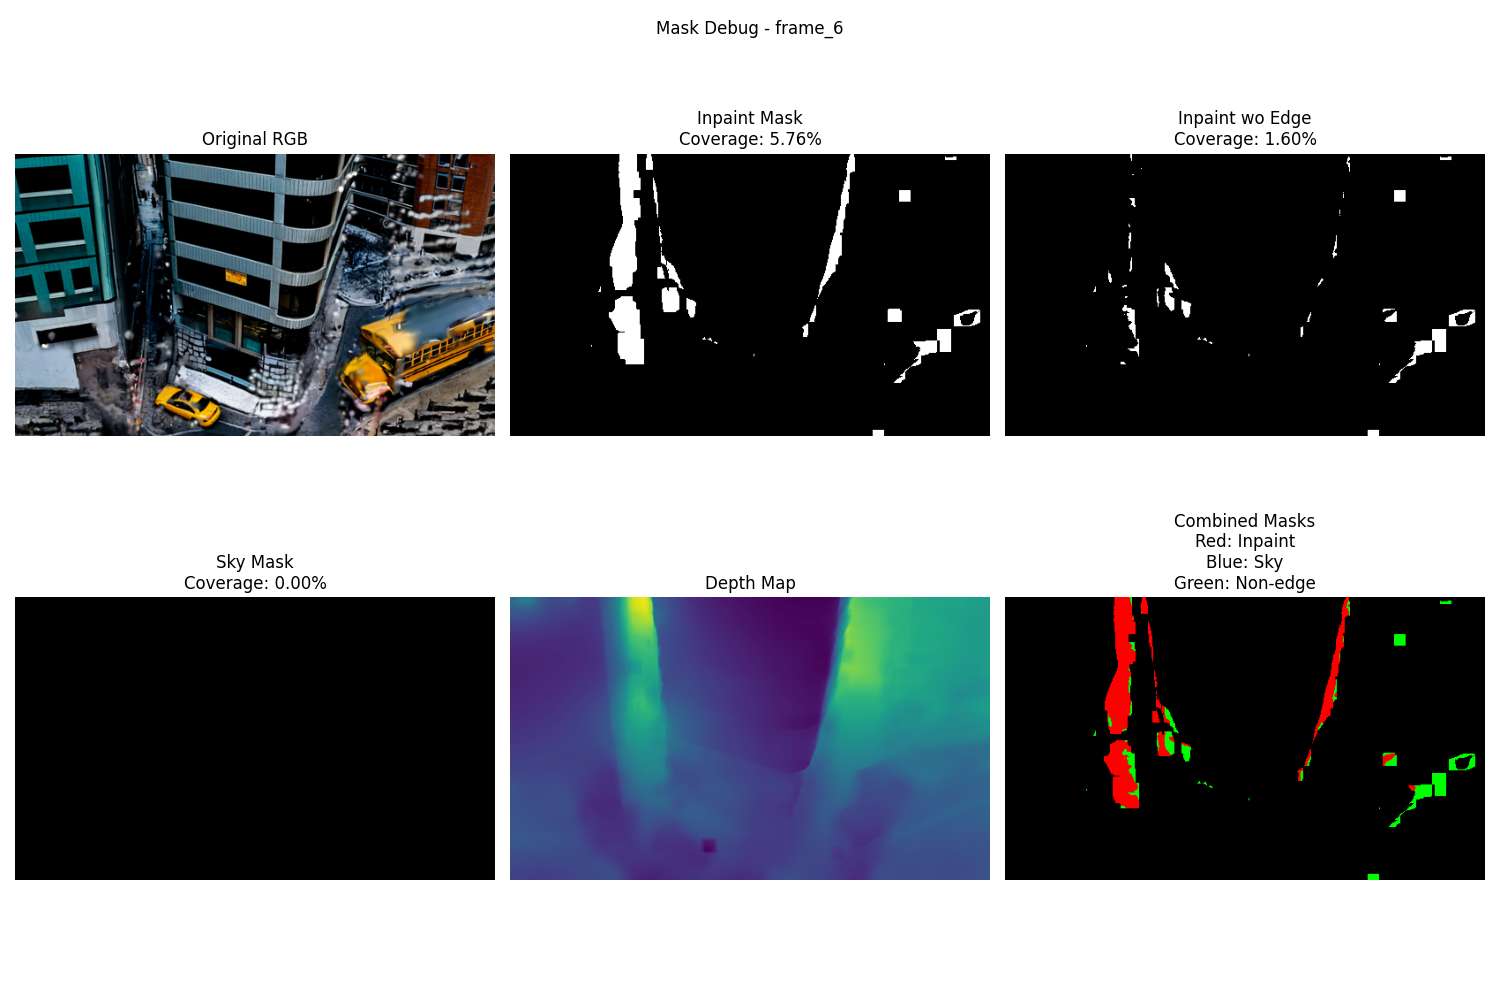 Mask Debug - frame_6
Original RGB
Inpaint Mask
Coverage: 5.76%
Inpaint wo Edge
Coverage: 1.60%
Sky Mask
Coverage: 0.00%
Depth Map
Combined Masks
Red: Inpaint
Blue: Sky
Green: Non-edge